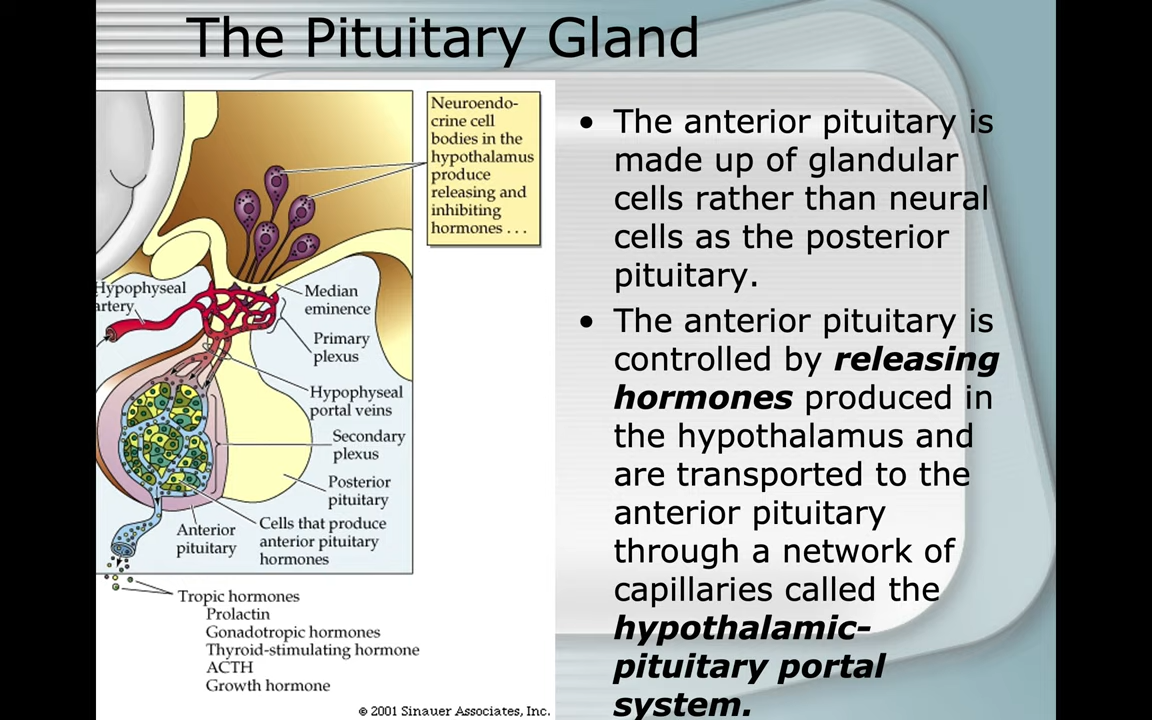 The Pituitary Gland
Neuroendo-
crine cell
bodies in the
hypothalamus
produce
releasing and
inhibiting
hormones . . .
Hypophyseal
artery
Median
eminence
Primary
plexus
Hypophyseal
portal veins
Secondary
plexus
Posterior
pituitary
Anterior
pituitary
Cells that produce
anterior pituitary
hormones
Tropic hormones
Prolactin
Gonadotropic hormones
Thyroid-stimulating hormone
ACTH
Growth hormone
© 2001 Sinauer Associates, Inc.
• The anterior pituitary is
made up of glandular
cells rather than neural
cells as the posterior
pituitary.
• The anterior pituitary is
controlled by releasing
hormones produced in
the hypothalamus and
are transported to the
anterior pituitary
through a network of
capillaries called the
hypothalamic-
pituitary portal
system.